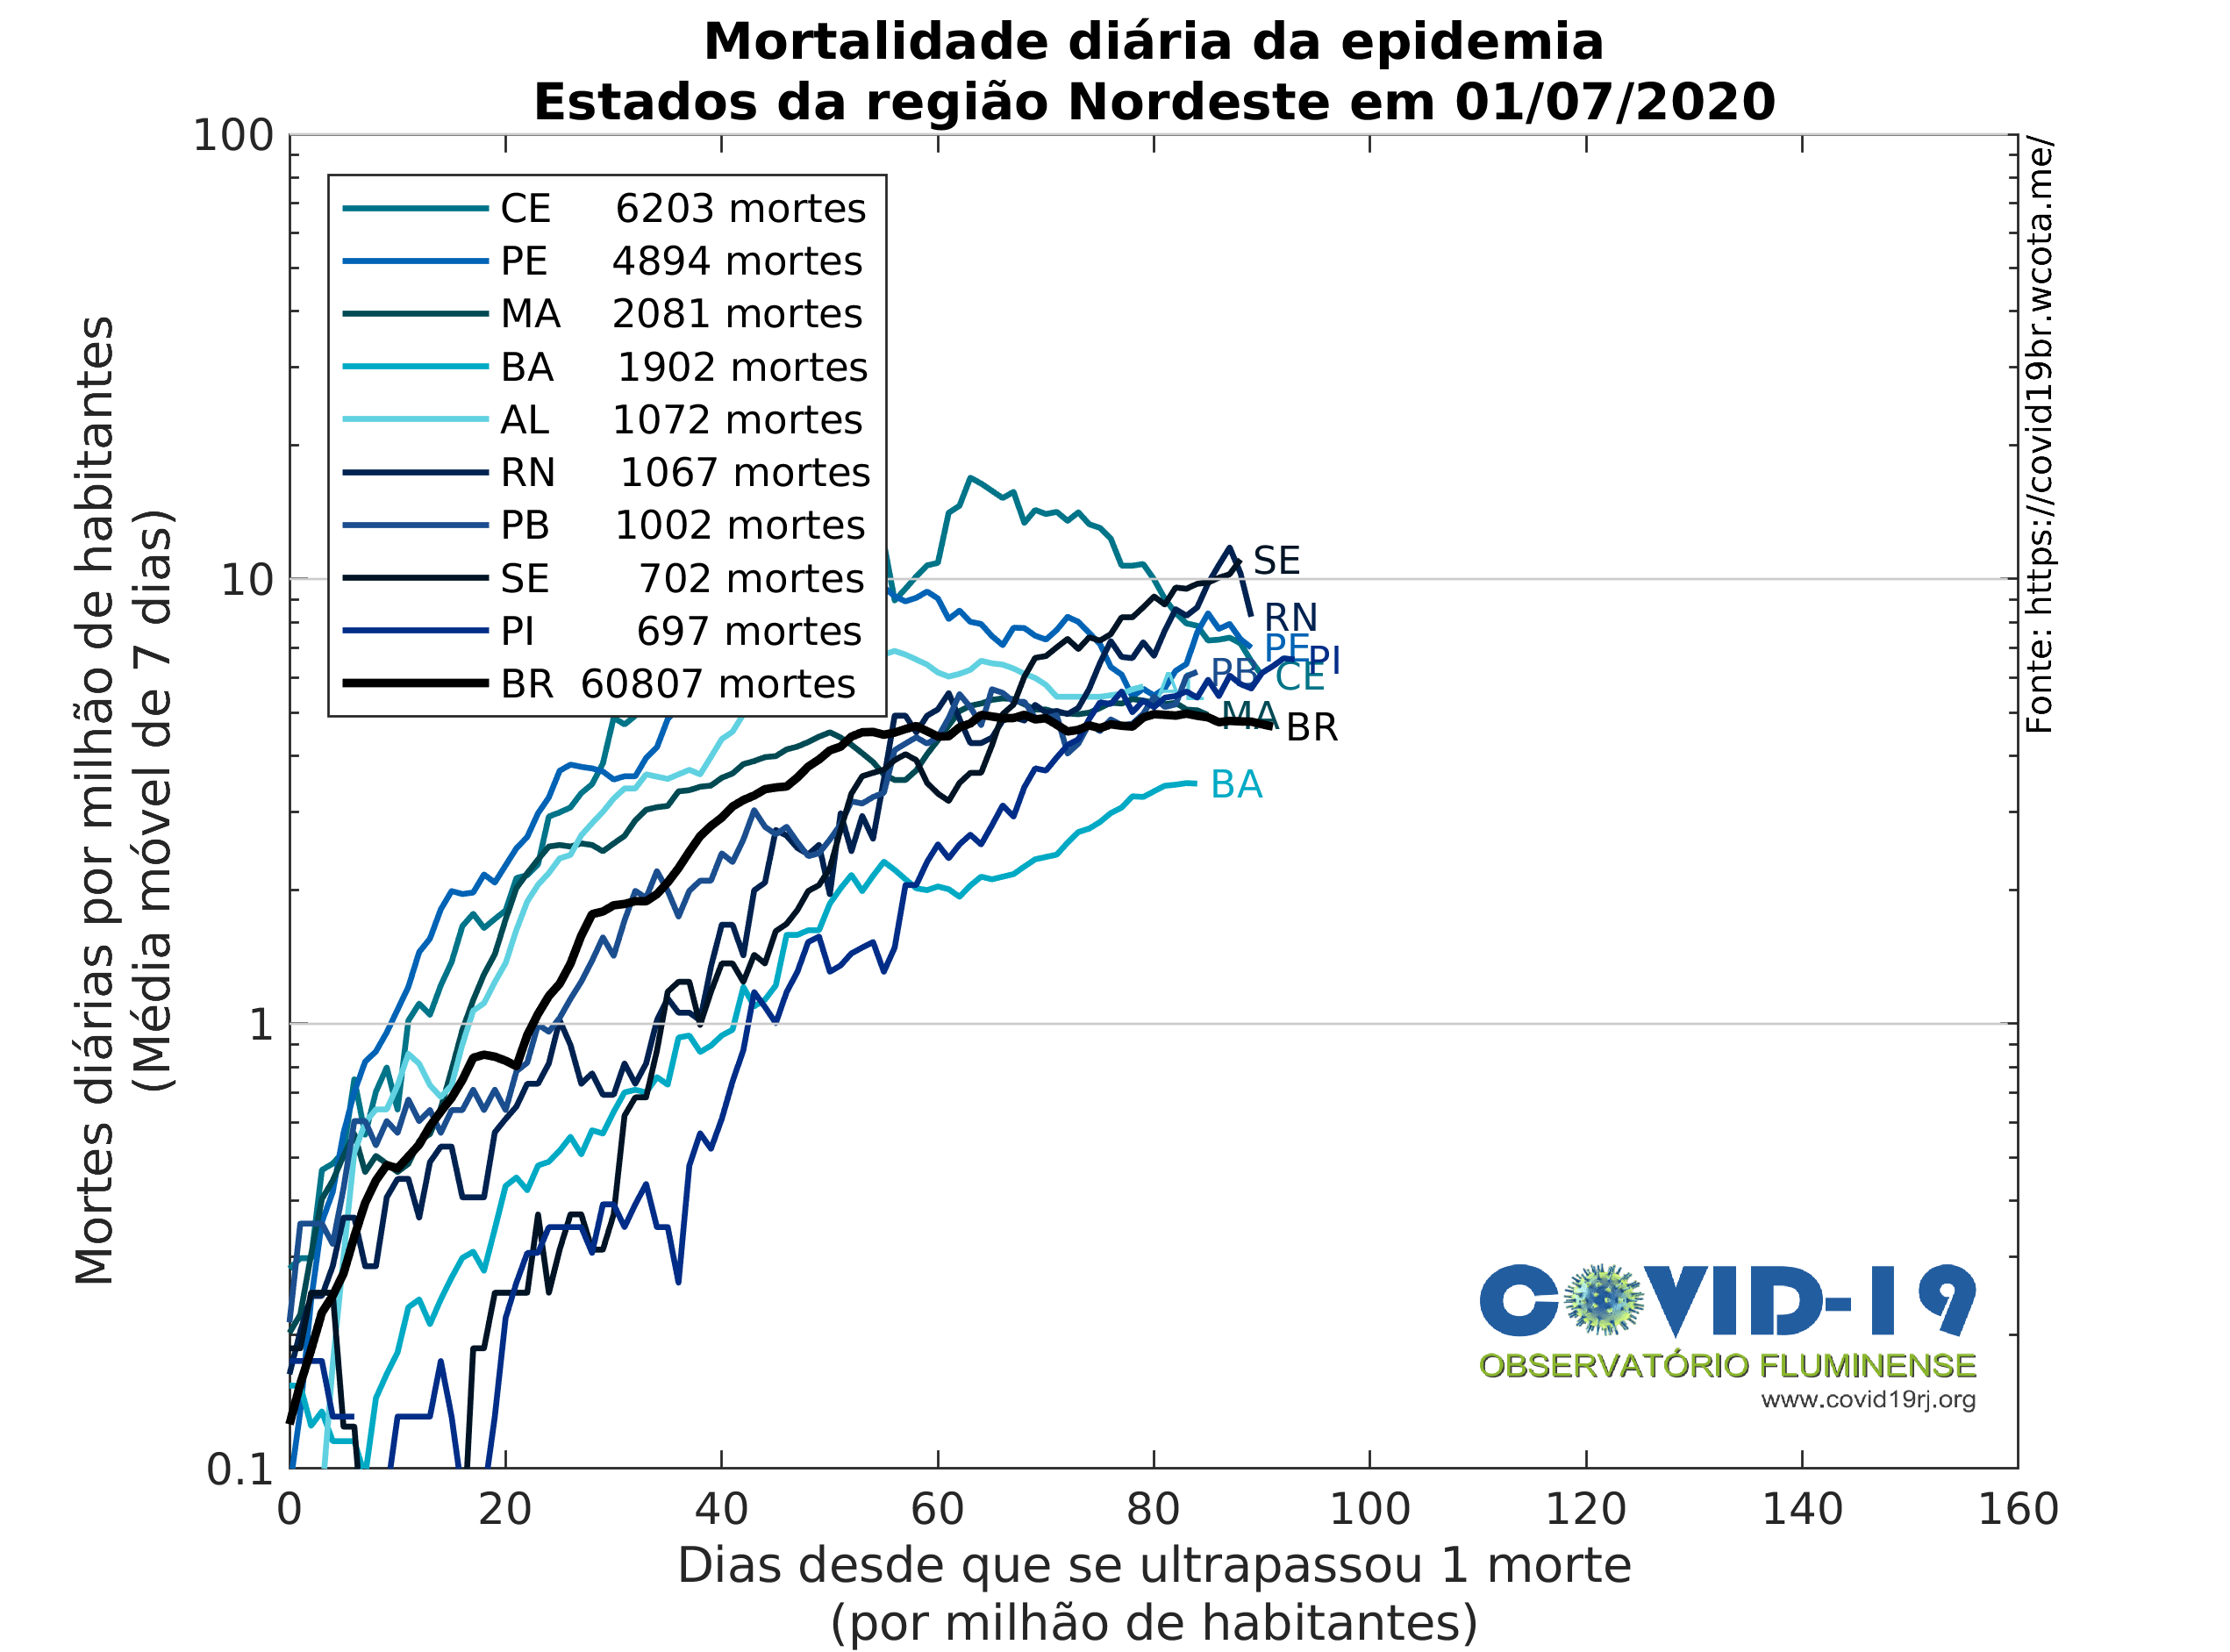 Mortalidade diária da epidemia
Estados da região Nordeste em 01/07/2020
Mortes diárias por milhão de habitantes
(Média móvel de 7 dias)
100
10
1
0.1
CE 6203 mortes
PE 4894 mortes
MA 2081 mortes
BA 1902 mortes
AL 1072 mortes
RN 1067 mortes
PB 1002 mortes
SE 702 mortes
PI 697 mortes
BR 60807 mortes
SE
RN
PE
PI
PB
CE
AL
MA
BR
BA
Fonte: https://covid19br.wcota.me/
COVID-19
OBSERVATÓRIO FLUMINENSE
www.covid19rj.org
0 20 40 60 80 100 120 140 160
Dias desde que se ultrapassou 1 morte
(por milhão de habitantes)